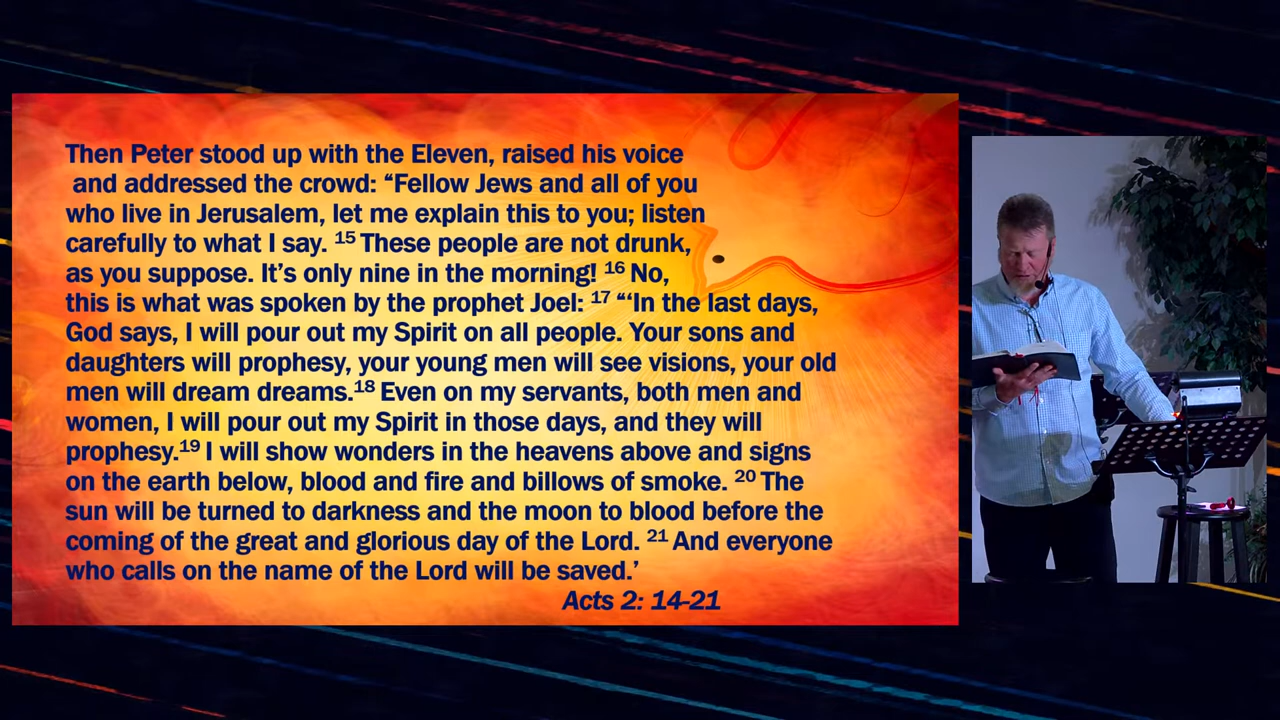 Then Peter stood up with the Eleven, raised his voice
and addressed the crowd: “Fellow Jews and all of you
who live in Jerusalem, let me explain this to you; listen
carefully to what I say. 15 These people are not drunk,
as you suppose. It’s only nine in the morning! 16 No,
this is what was spoken by the prophet Joel: 17 “‘In the last days,
God says, I will pour out my Spirit on all people. Your sons and
daughters will prophesy, your young men will see visions, your old
men will dream dreams.18 Even on my servants, both men and
women, I will pour out my Spirit in those days, and they will
prophesy.19 I will show wonders in the heavens above and signs
on the earth below, blood and fire and billows of smoke. 20 The
sun will be turned to darkness and the moon to blood before the
coming of the great and glorious day of the Lord. 21 And everyone
who calls on the name of the Lord will be saved.’
Acts 2: 14-21